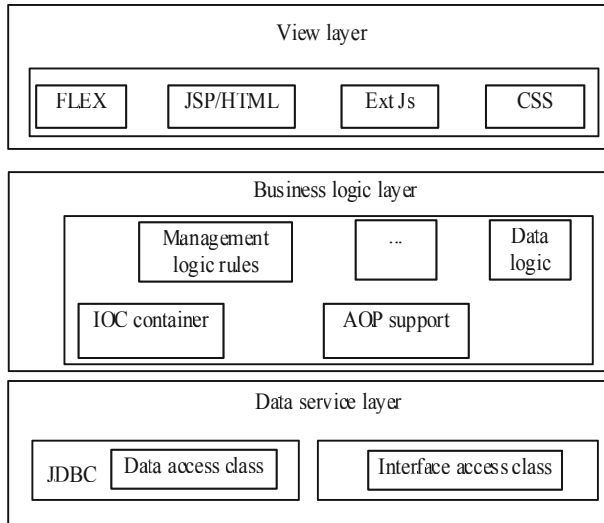 View layer
FLEX
JSP/HTML
Ext Js
CSS
Business logic layer
Management
logic rules
...
Data
logic
IOC container
AOP support
Data service layer
JDBC
Data access class
Interface access class